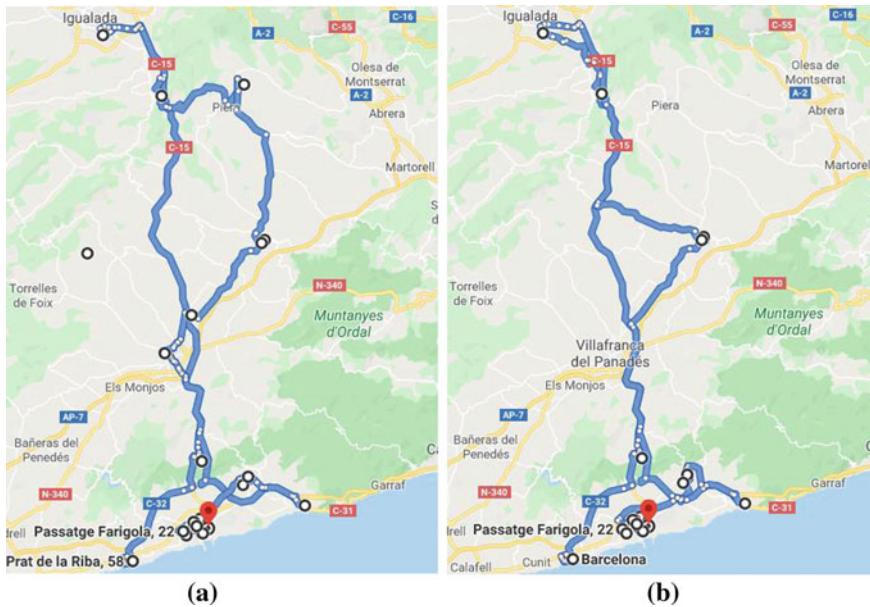 Igualada
C-16
A-2
C-55
Olesa de
Montserrat
C-15
A-2
Piera
Abrera
C-15
Martorell
Torrelles
de Foix
N-340
Muntanyes
d'Ordal
Els Monjos
AP-7
Bañeras del
Penedés
N-340
C-32
Garraf
C-31
Passatge Farigola, 22
Prat de la Riba, 58
(a)
Igualada
C-16
A-2
C-55
Olesa de
Montserrat
C-15
A-2
Piera
Abrera
C-15
Martorell
Torrelles
de Foix
N-340
Muntanyes
d'Ordal
Villafranca
del Panadés
Els Monjos
AP-7
Bañeras del
Penedés
N-340
C-32
Garraf
C-31
Passatge Farigola, 22
Calafell
Cunit
Barcelona
(b)